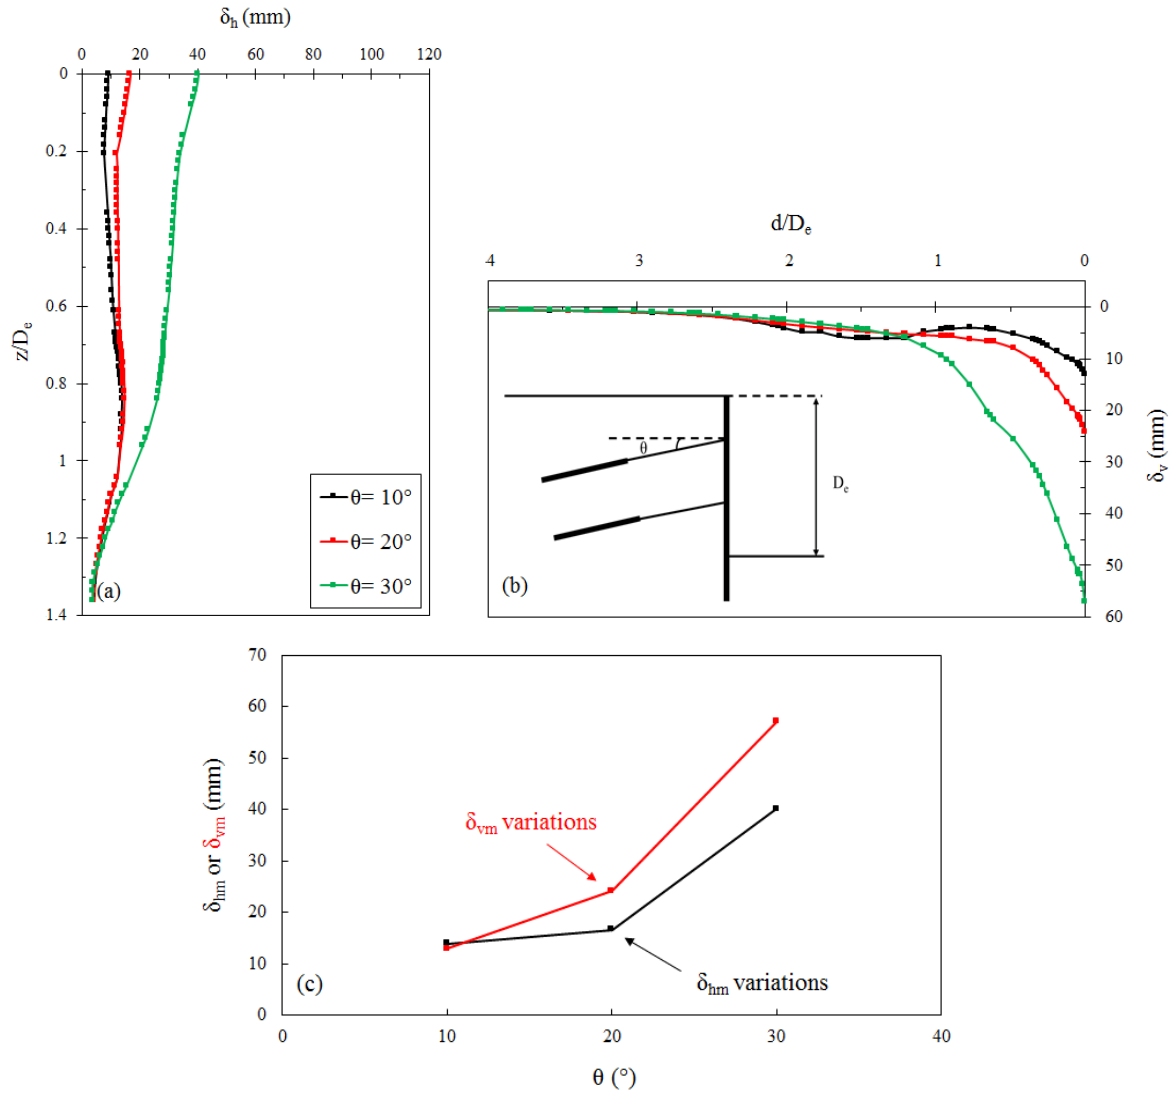 δh (mm)
0 20 40 60 80 100 120
0
0.2
0.4
0.6
0.8
1
1.2
1.4
z/De
(a)
θ= 10°
θ= 20°
θ= 30°
d/De
4 3 2 1 0
0
10
20
30
40
50
60
δv (mm)
θ
De
(b)
70
60
50
40
30
20
10
0
δhm or δvm (mm)
δvm variations
δhm variations
(c)
0 10 20 30 40
θ (°)